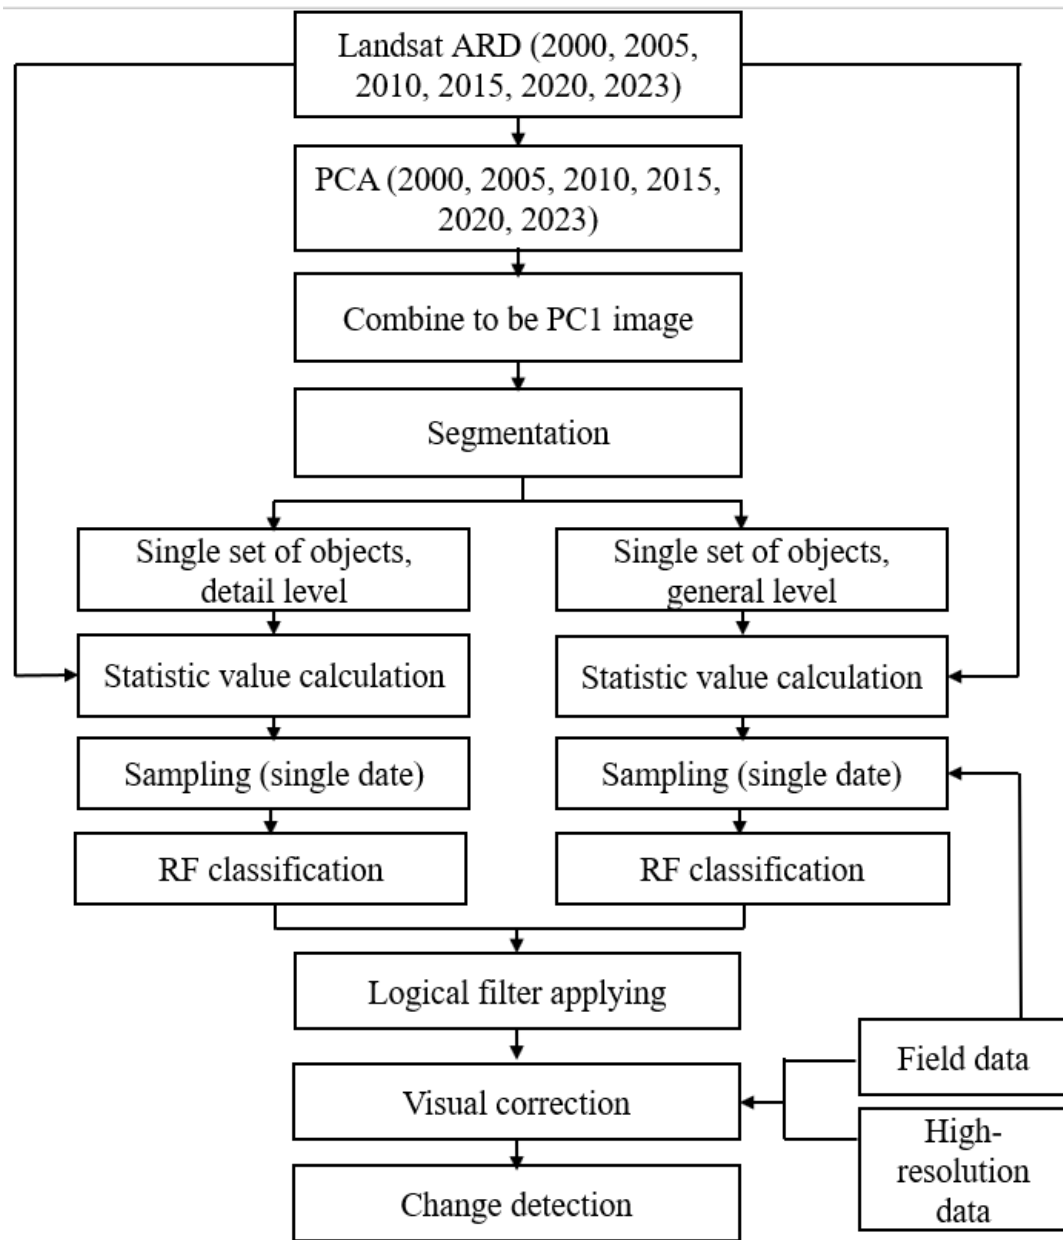 Landsat ARD (2000, 2005,
2010, 2015, 2020, 2023)
PCA (2000, 2005, 2010, 2015,
2020, 2023)
Combine to be PC1 image
Segmentation
Single set of objects,
detail level
Single set of objects,
general level
Statistic value calculation
Statistic value calculation
Sampling (single date)
Sampling (single date)
RF classification
RF classification
Logical filter applying
Field data
Visual correction
High-
resolution
data
Change detection